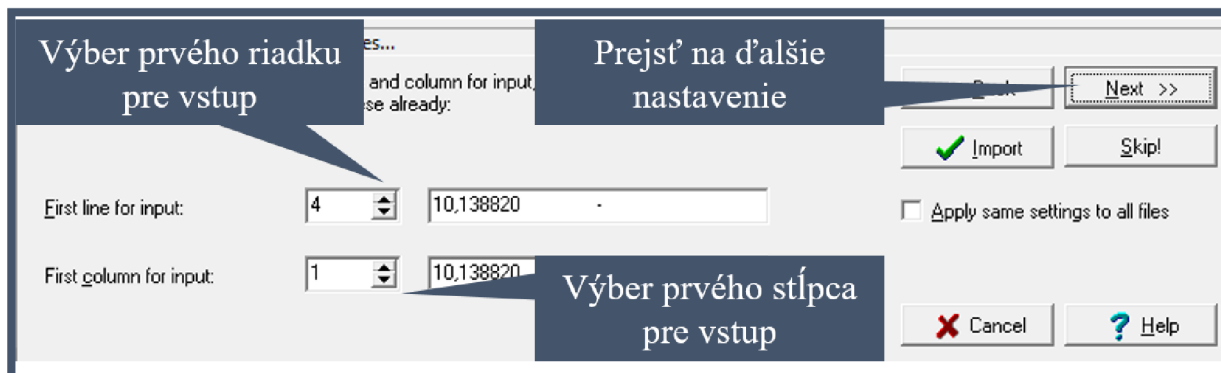 Výber prvého riadku
pre vstup
es...
and column for input,
ese already:
Prejsť na ďalšie
nastavenie
Next >>
Import
Skip!
First line for input:
4
10,138820 -
Apply same settings to all files
First column for input:
1
10,138820
Výber prvého stĺpca
pre vstup
Cancel
Help